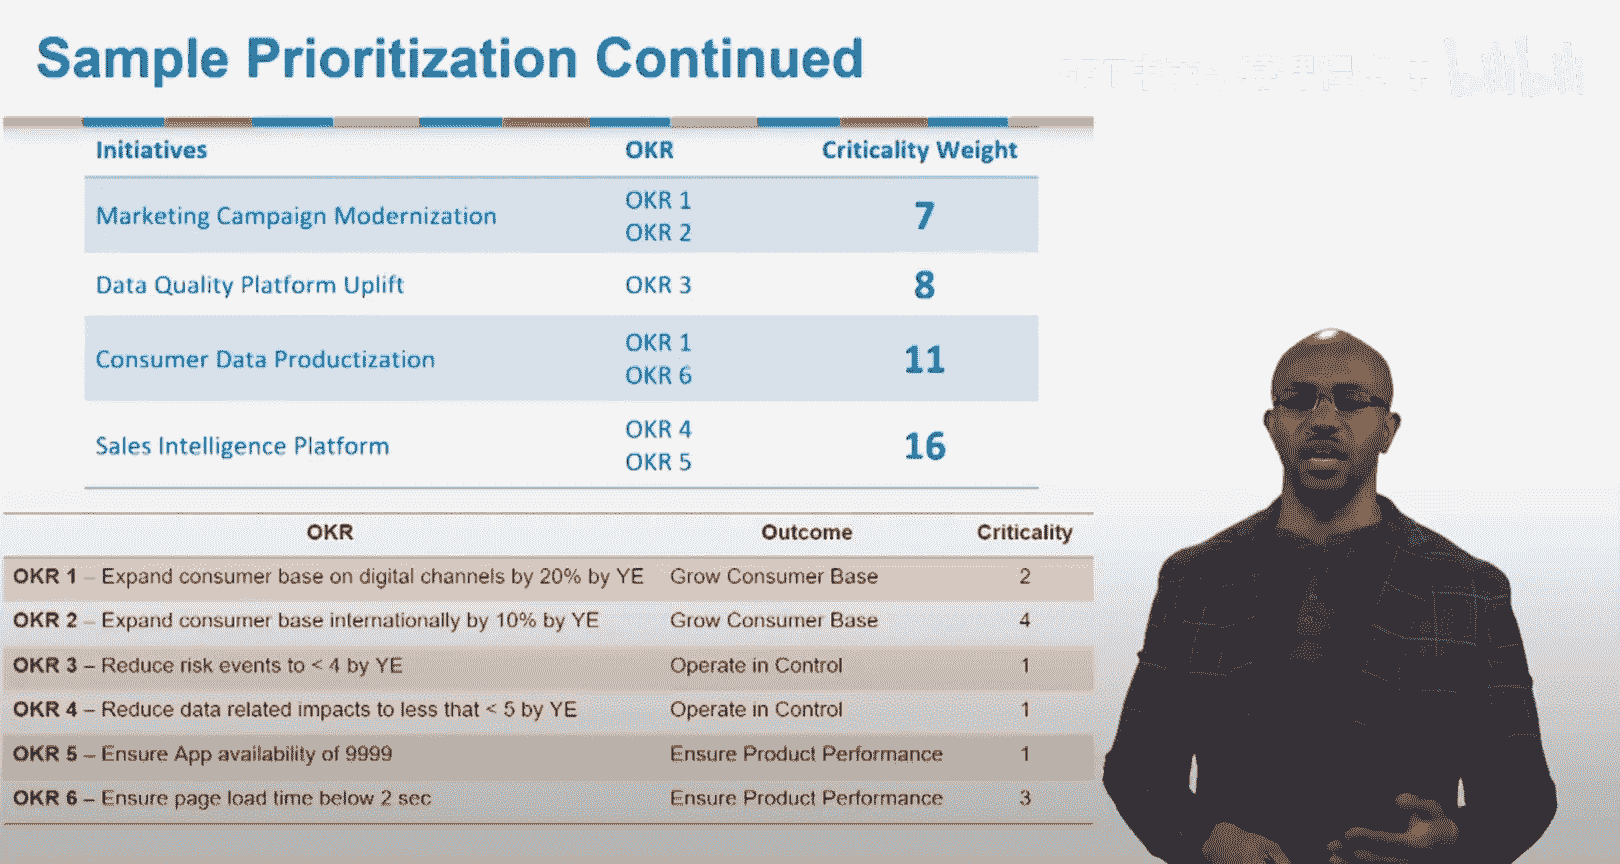 Sample Prioritization Continued
Initiatives OKR Criticality Weight
Marketing Campaign Modernization OKR 1 OKR 2 7
Data Quality Platform Uplift OKR 3 8
Consumer Data Productization OKR 1 OKR 6 11
Sales Intelligence Platform OKR 4 OKR 5 16
OKR Outcome Criticality
OKR 1 – Expand consumer base on digital channels by 20% by YE Grow Consumer Base 2
OKR 2 – Expand consumer base internationally by 10% by YE Grow Consumer Base 4
OKR 3 – Reduce risk events to < 4 by YE Operate in Control 1
OKR 4 – Reduce data related impacts to less that < 5 by YE Operate in Control 1
OKR 5 – Ensure App availability of 9999 Ensure Product Performance 1
OKR 6 – Ensure page load time below 2 sec Ensure Product Performance 3